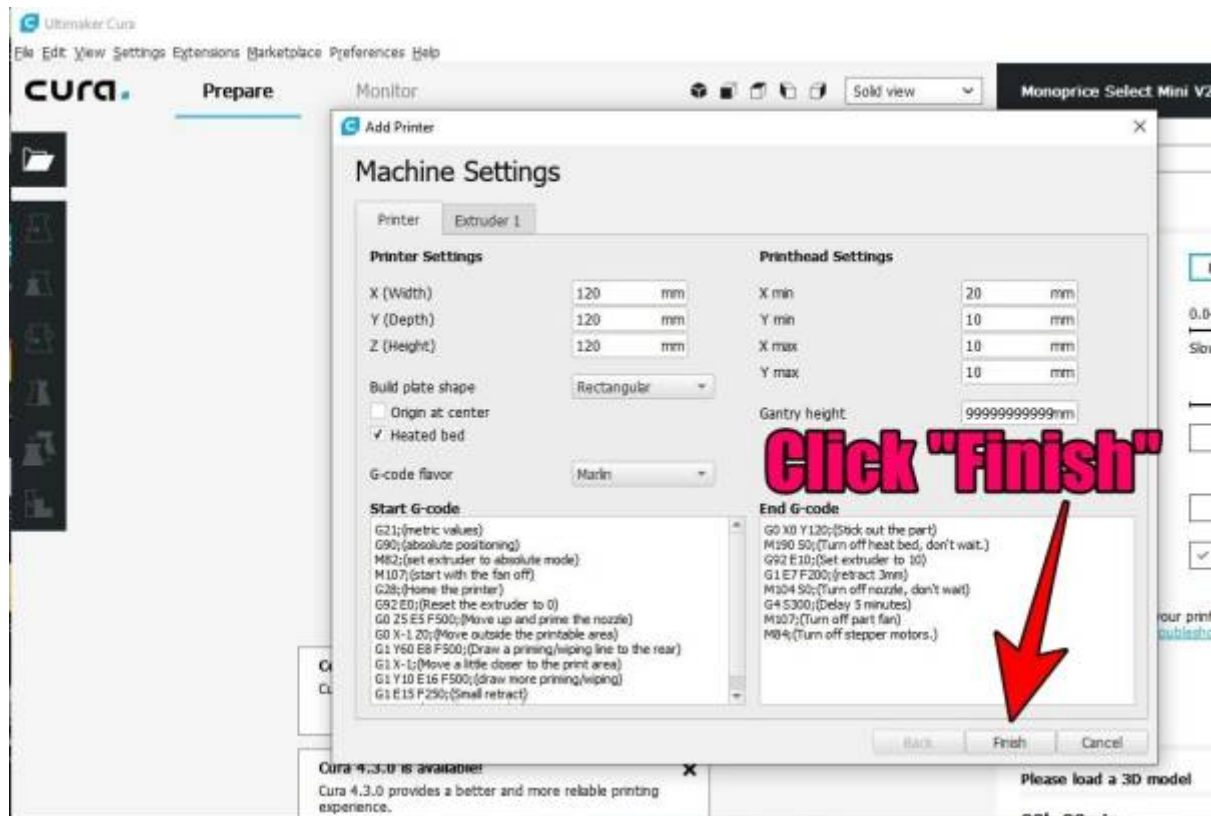 Ultimaker Cura
File Edit View Settings Extensions Marketplace Preferences Help
cura.
Prepare
Monitor
Solid view
Monoprice Select Mini V2
Add Printer
Machine Settings
Printer
Extruder 1
Printer Settings
X (Width) 120 mm
Y (Depth) 120 mm
Z (Height) 120 mm
Build plate shape Rectangular
Origin at center
Heated bed
G-code flavor Marlin
Printhead Settings
X min 20 mm
Y min 10 mm
X max 10 mm
Y max 10 mm
Gantry height 99999999999mm
Click "Finish"
Start G-code
G21;(metric values)
G90;(absolute positioning)
M82;(set extruder to absolute mode)
M107;(start with the fan off)
G28;(Home the printer)
G92 E0;(Reset the extruder to 0)
G0 Z5 E5 F500;(Move up and prime the nozzle)
G0 X-1 Z0;(Move outside the printable area)
G1 Y60 E8 F500;(Draw a priming/wiping line to the rear)
G1 X-1;(Move a little closer to the print area)
G1 Y10 E16 F500;(draw more priming/wiping)
G1 E15 F250;(Small retract)
End G-code
G0 X0 Y120;(Stick out the part)
M190 S0;(Turn off heat bed, don't wait.)
G92 E10;(Set extruder to 10)
G1 E7 F200;(retract 3mm)
M104 S0;(Turn off nozzle, don't wait)
G4 S300;(Delay 5 minutes)
M107;(Turn off part fan)
M84;(Turn off stepper motors.)
Back
Finish
Cancel
Cura 4.3.0 is available!
Cura 4.3.0 provides a better and more reliable printing
experience.
Please load a 3D model